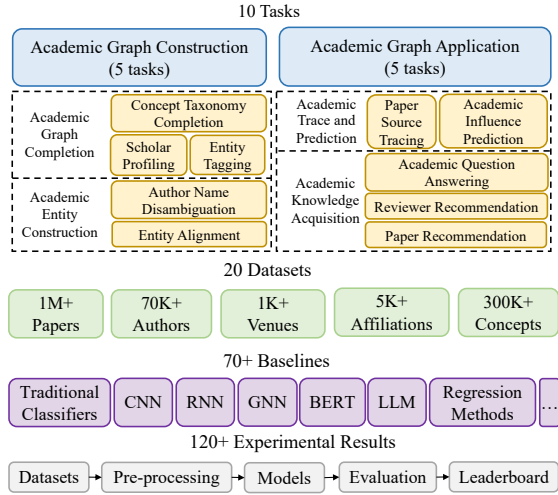 10 Tasks
Academic Graph Construction
(5 tasks)
Academic Graph Application
(5 tasks)
Academic
Graph
Completion
Concept Taxonomy
Completion
Scholar
Profiling
Entity
Tagging
Academic
Entity
Construction
Author Name
Disambiguation
Entity Alignment
Academic
Trace and
Prediction
Paper
Source
Tracing
Academic
Influence
Prediction
Academic
Knowledge
Acquisition
Academic Question
Answering
Reviewer Recommendation
Paper Recommendation
20 Datasets
1M+
Papers
70K+
Authors
1K+
Venues
5K+
Affiliations
300K+
Concepts
70+ Baselines
Traditional
Classifiers
CNN
RNN
GNN
BERT
LLM
Regression
Methods
...
120+ Experimental Results
Datasets
Pre-processing
Models
Evaluation
Leaderboard